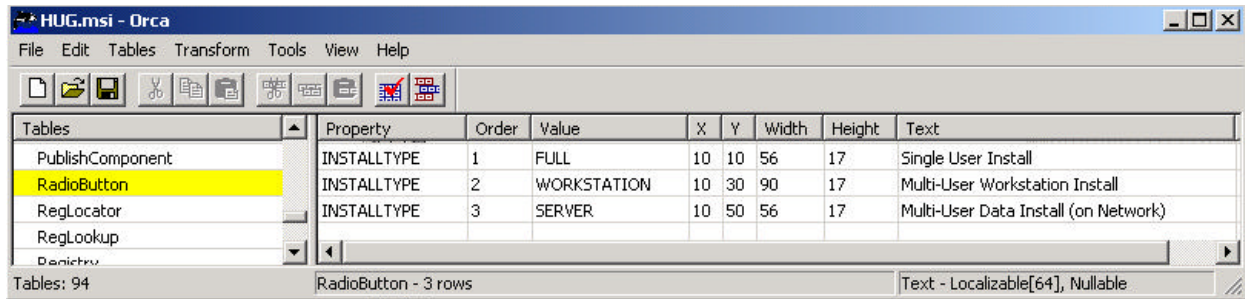 HUG.msi - Orca
File Edit Tables Transform Tools View Help
Tables Property Order Value X Y Width Height Text
PublishComponent INSTALLTYPE 1 FULL 10 10 56 17 Single User Install
RadioButton INSTALLTYPE 2 WORKSTATION 10 30 90 17 Multi-User Workstation Install
RegLocator INSTALLTYPE 3 SERVER 10 50 56 17 Multi-User Data Install (on Network)
RegLookup
Registry
Tables: 94 RadioButton - 3 rows Text - Localizable[64], Nullable